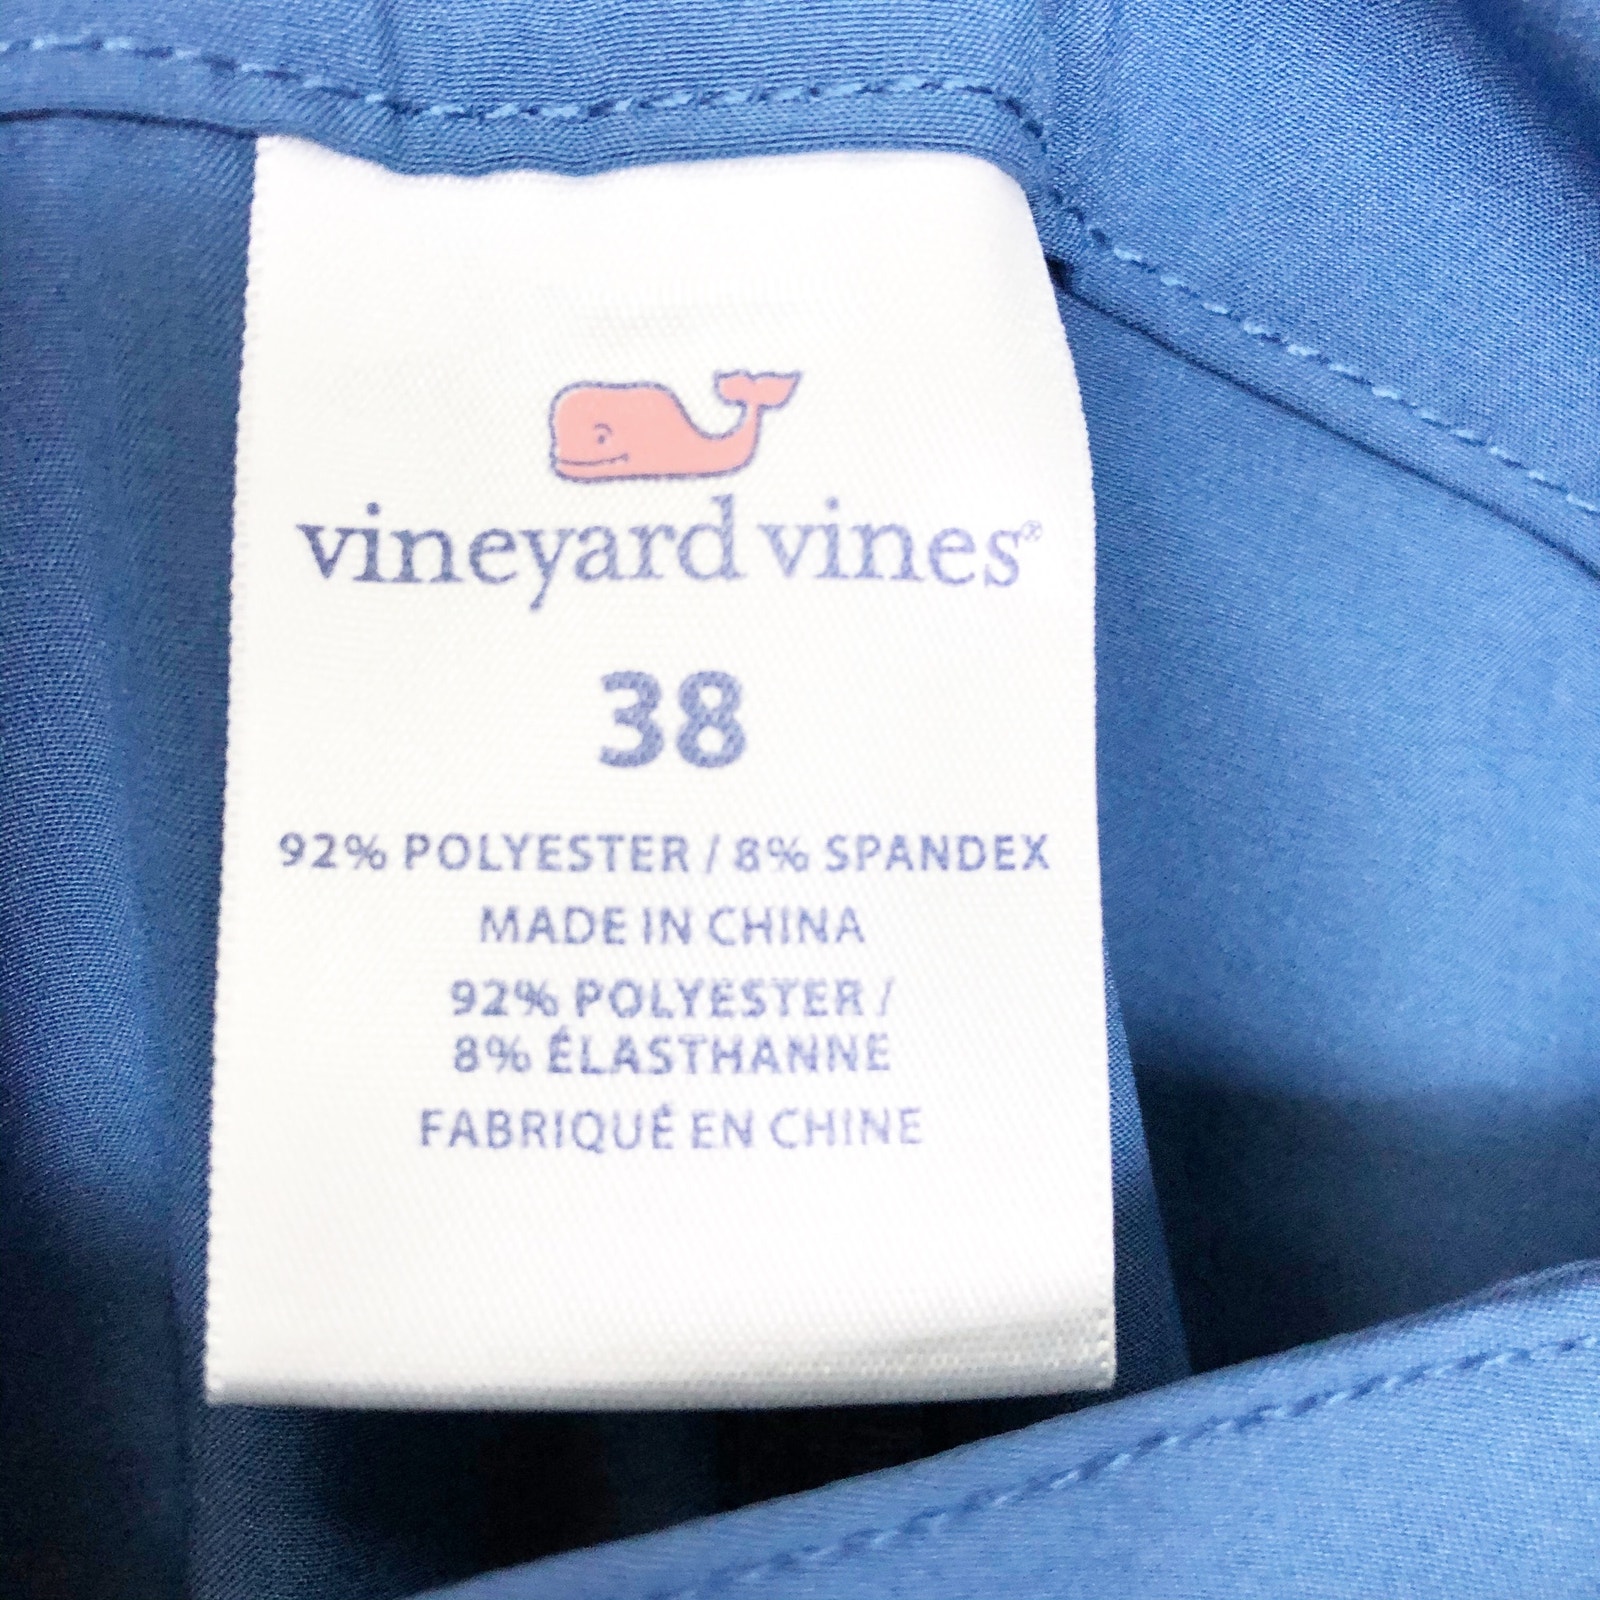 vineyard vines®
38
92% POLYESTER / 8% SPANDEX
MADE IN CHINA
92% POLYESTER /
8% ÉLASTHANNE
FABRIQUÉ EN CHINE